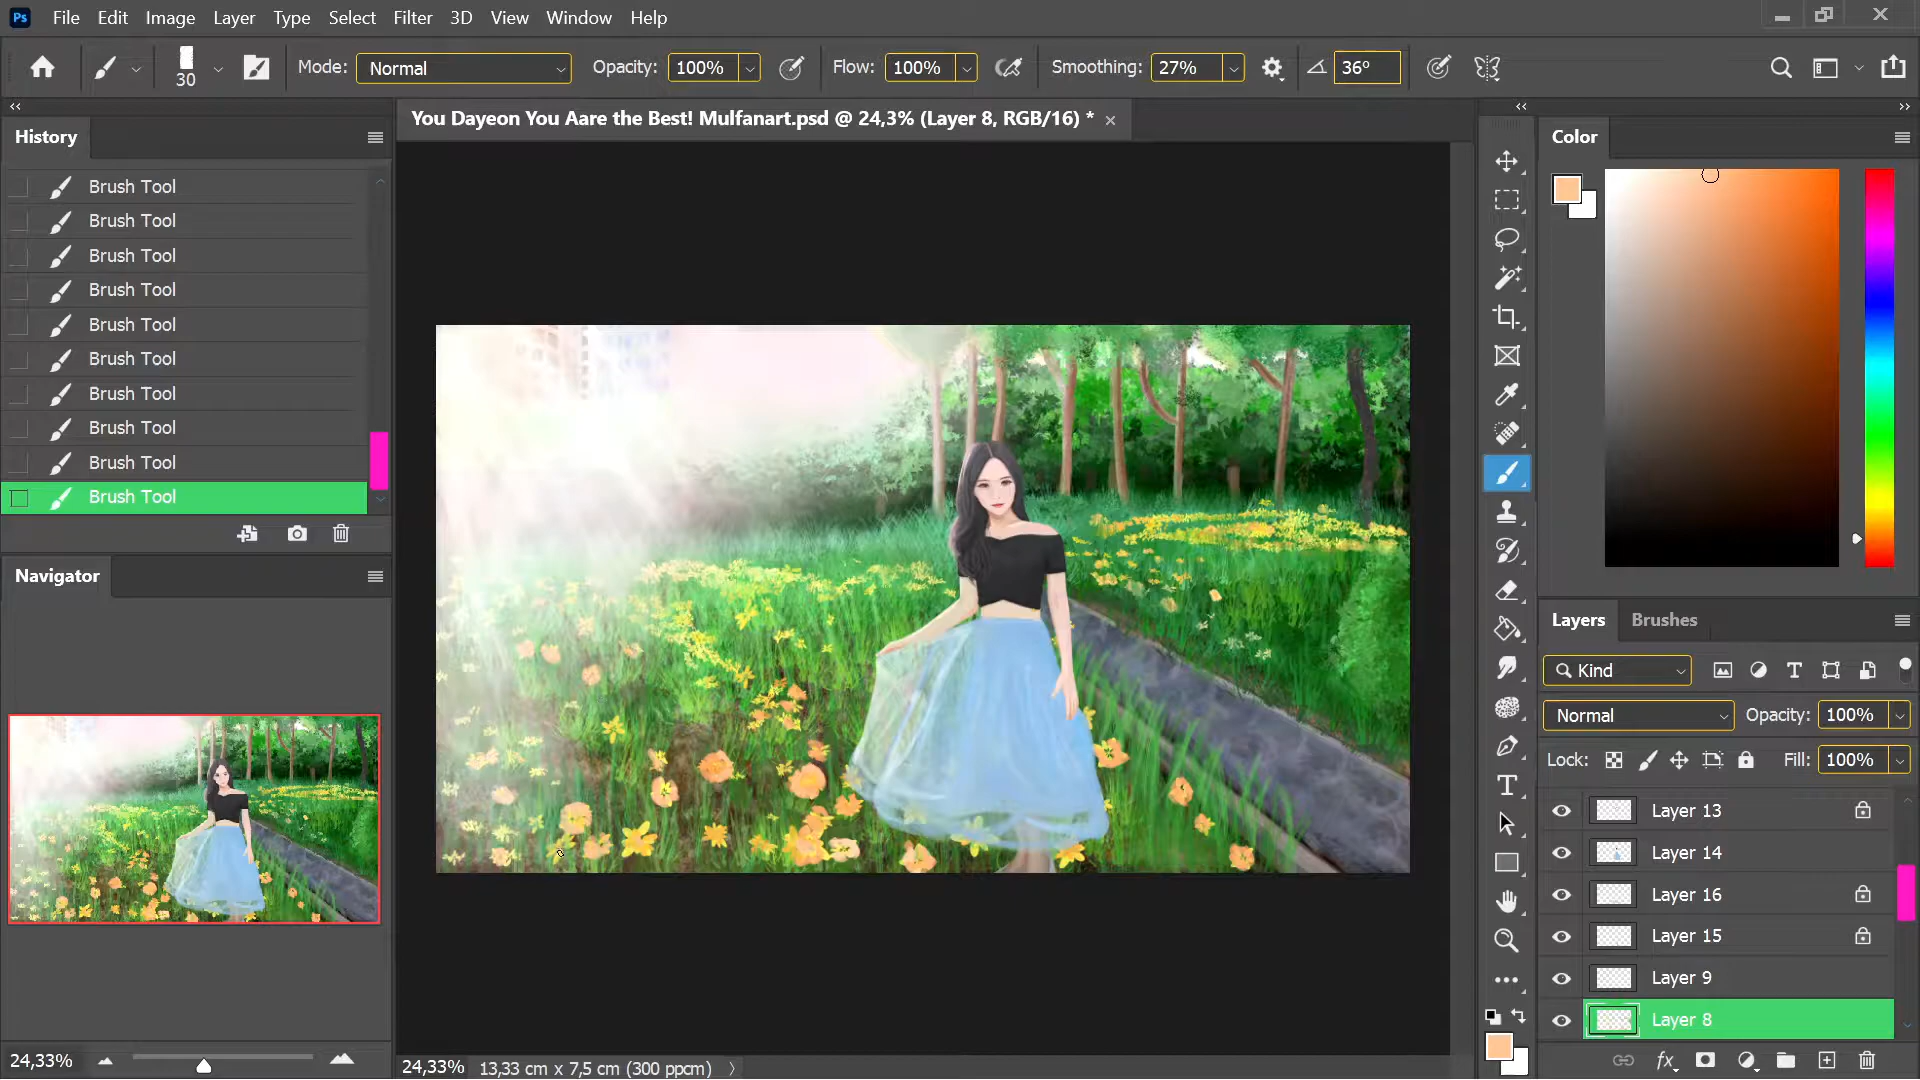 Ps File Edit Image Layer Type Select Filter 3D View Window Help
30 Mode: Normal Opacity: 100% Flow: 100% Smoothing: 27% 36°
You Dayeon You Aare the Best! Mulfanart.psd @ 24,3% (Layer 8, RGB/16) *
History
Brush Tool
Brush Tool
Brush Tool
Brush Tool
Brush Tool
Brush Tool
Brush Tool
Brush Tool
Brush Tool
Brush Tool
Navigator
24,33%
24,33% 13,33 cm x 7,5 cm (300 ppcm)
Color
Layers Brushes
Kind
Normal Opacity: 100%
Lock: Fill: 100%
Layer 13
Layer 14
Layer 16
Layer 15
Layer 9
Layer 8
fx